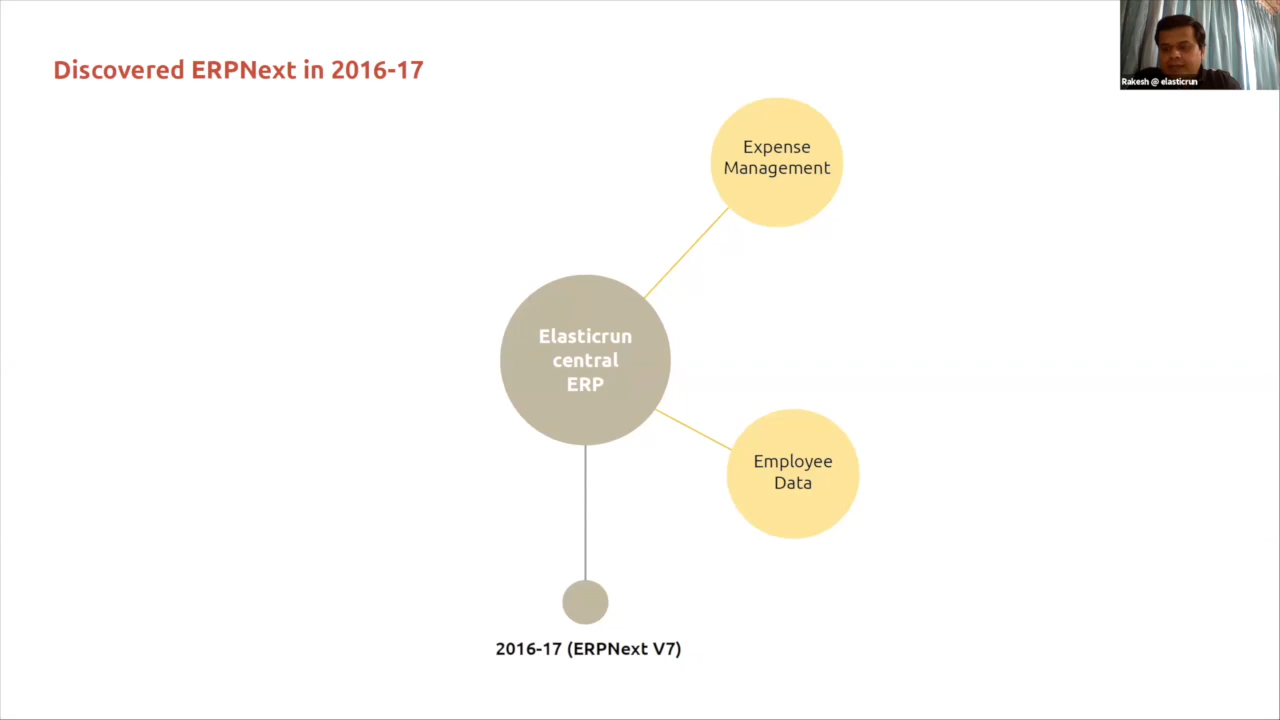 Discovered ERPNext in 2016-17
Rakesh @ elasticrun
Expense
Management
Elasticrun
central
ERP
Employee
Data
2016-17 (ERPNext V7)